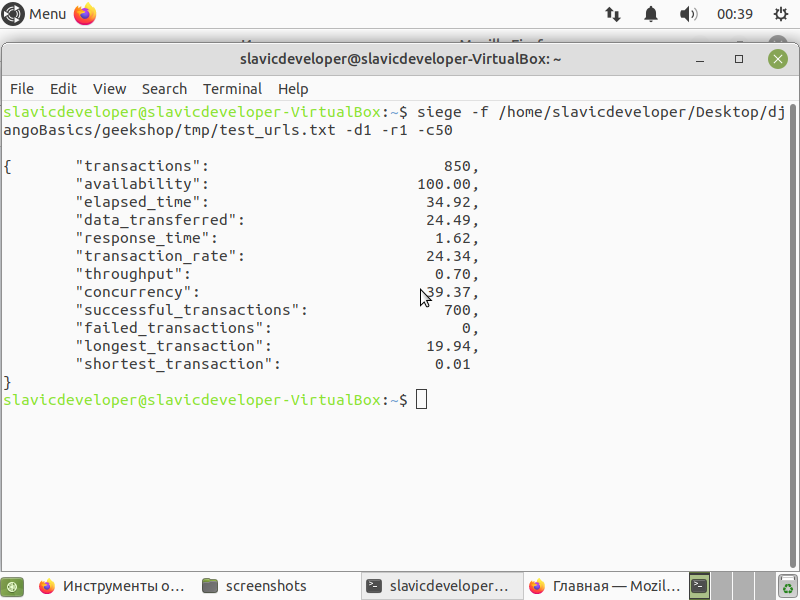 Menu
00:39
slavicdeveloper@slavicdeveloper-VirtualBox: ~
File Edit View Search Terminal Help
slavicdeveloper@slavicdeveloper-VirtualBox:~$ siege -f /home/slavicdeveloper/Desktop/dj
angoBasics/geekshop/tmp/test_urls.txt -d1 -r1 -c50
{ "transactions": 850,
"availability": 100.00,
"elapsed_time": 34.92,
"data_transferred": 24.49,
"response_time": 1.62,
"transaction_rate": 24.34,
"throughput": 0.70,
"concurrency": 39.37,
"successful_transactions": 700,
"failed_transactions": 0,
"longest_transaction": 19.94,
"shortest_transaction": 0.01
}
slavicdeveloper@slavicdeveloper-VirtualBox:~$
Инструменты о... screenshots slavicdeveloper... Главная — Mozil...